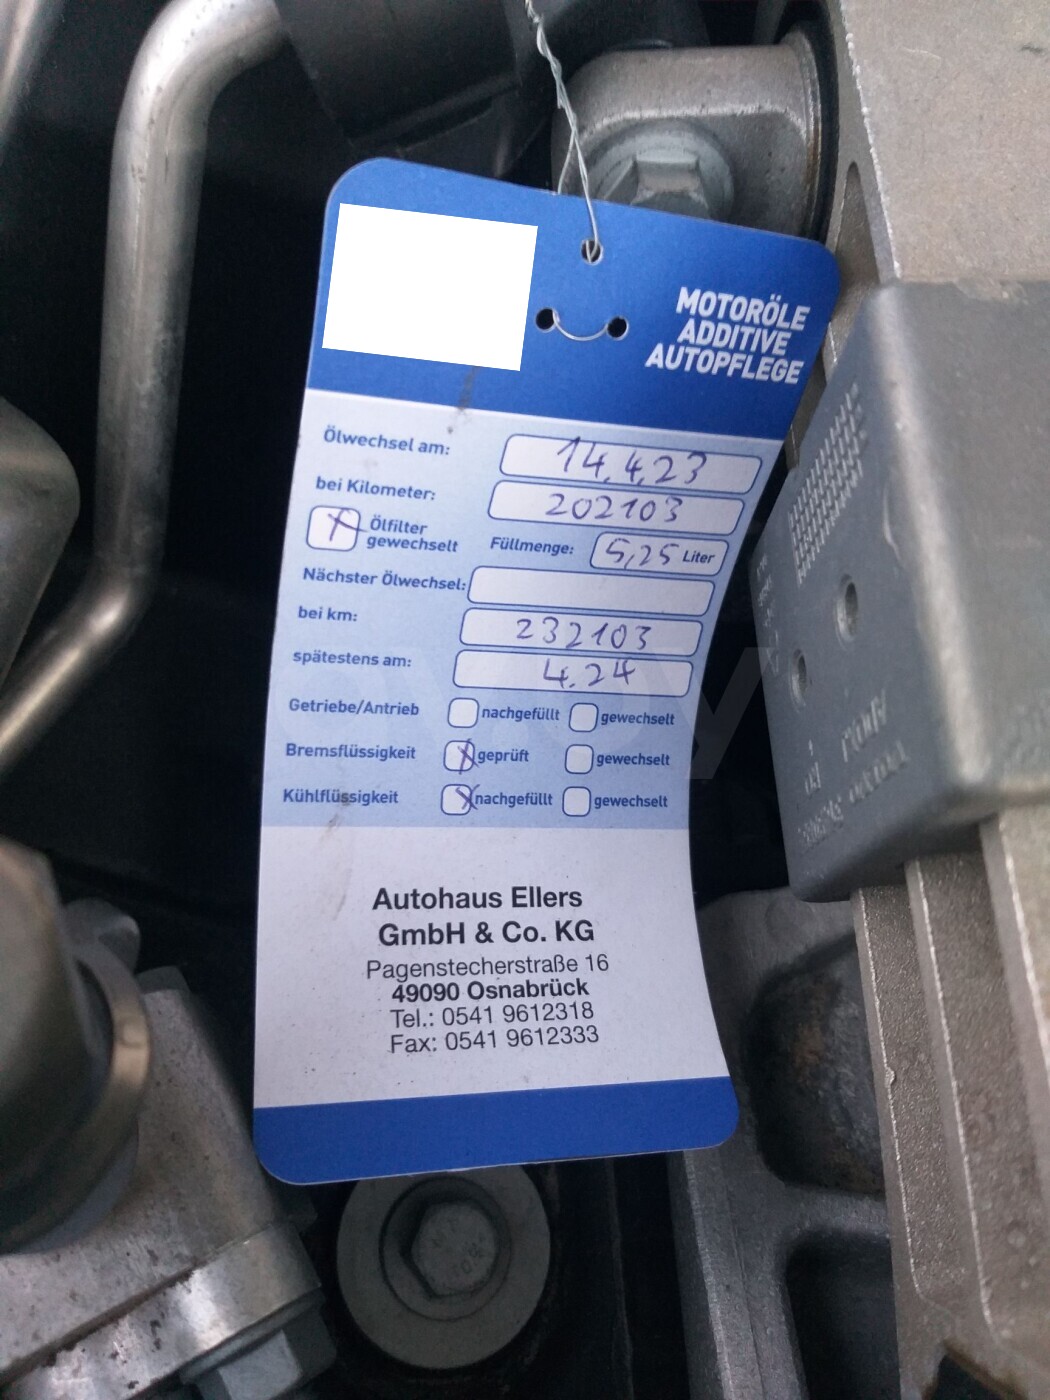 MOTORÖLE
ADDITIVE
AUTOPFLEGE
Ölwechsel am: 14.4.23
bei Kilometer: 202103
Ölfilter
gewechselt Füllmenge: 5,25 Liter
Nächster Ölwechsel:
bei km: 232103
spätestens am: 4.24
Getriebe/Antrieb nachgefüllt gewechselt
Bremsflüssigkeit geprüft gewechselt
Kühlflüssigkeit nachgefüllt gewechselt
Autohaus Ellers
GmbH & Co. KG
Pagenstecherstraße 16
49090 Osnabrück
Tel.: 0541 9612318
Fax: 0541 9612333